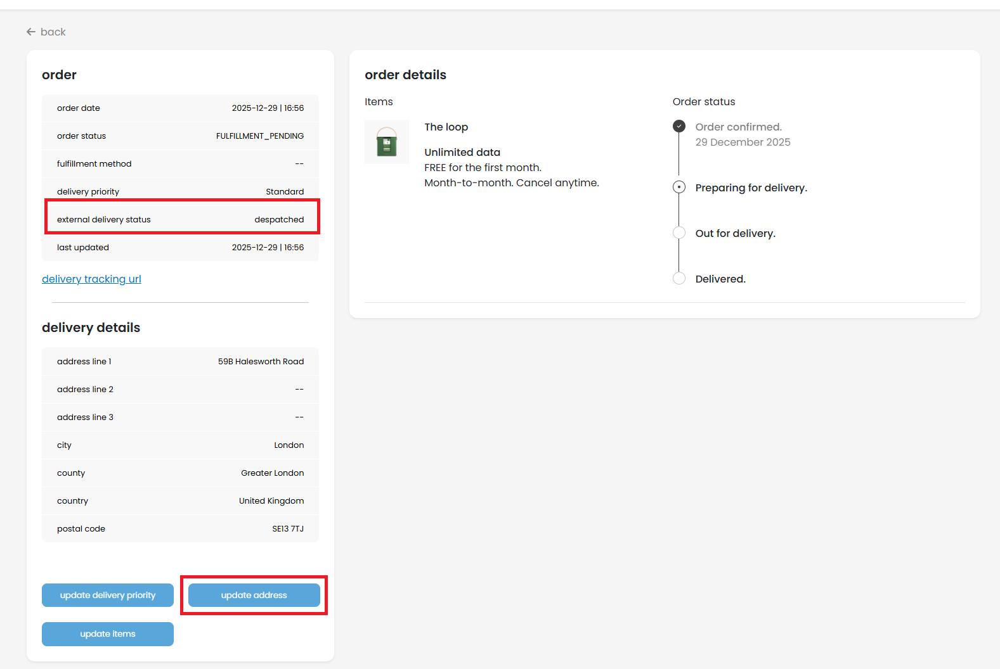 back
order
order date 2025-12-29 | 16:56
order status FULFILLMENT_PENDING
fulfillment method --
delivery priority Standard
external delivery status despatched
last updated 2025-12-29 | 16:56
delivery tracking url
delivery details
address line 1 59B Halesworth Road
address line 2 --
address line 3 --
city London
county Greater London
country United Kingdom
postal code SE13 7TJ
update delivery priority update address
update items
order details
Items
The loop
Unlimited data
FREE for the first month.
Month-to-month. Cancel anytime.
Order status
Order confirmed.
29 December 2025
Preparing for delivery.
Out for delivery.
Delivered.